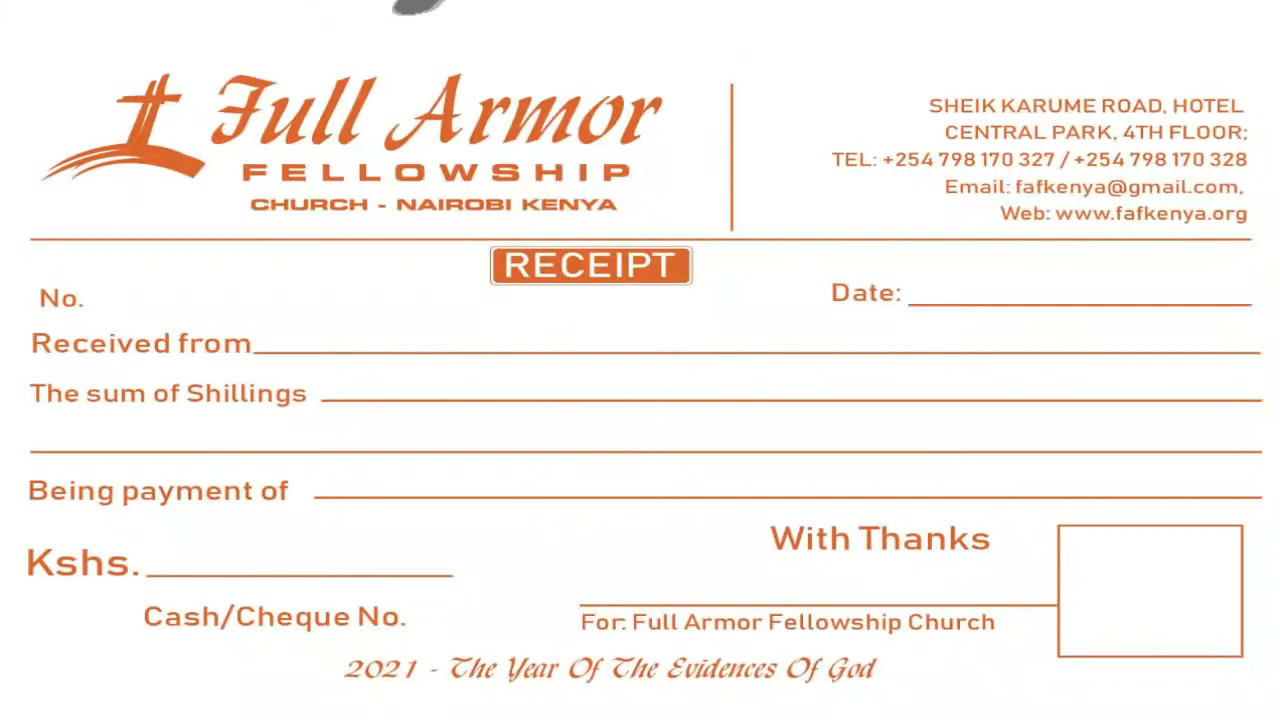 Full Armor
FELLOWSHIP
CHURCH - NAIROBI KENYA
SHEIK KARUME ROAD, HOTEL
CENTRAL PARK, 4TH FLOOR;
TEL: +254 798 170 327 / +254 798 170 328
Email: fafkenya@gmail.com,
Web: www.fafkenya.org
RECEIPT
No.
Date:
Received from
The sum of Shillings
Being payment of
With Thanks
Kshs.
Cash/Cheque No.
For: Full Armor Fellowship Church
2021 - The Year Of The Evidences Of God